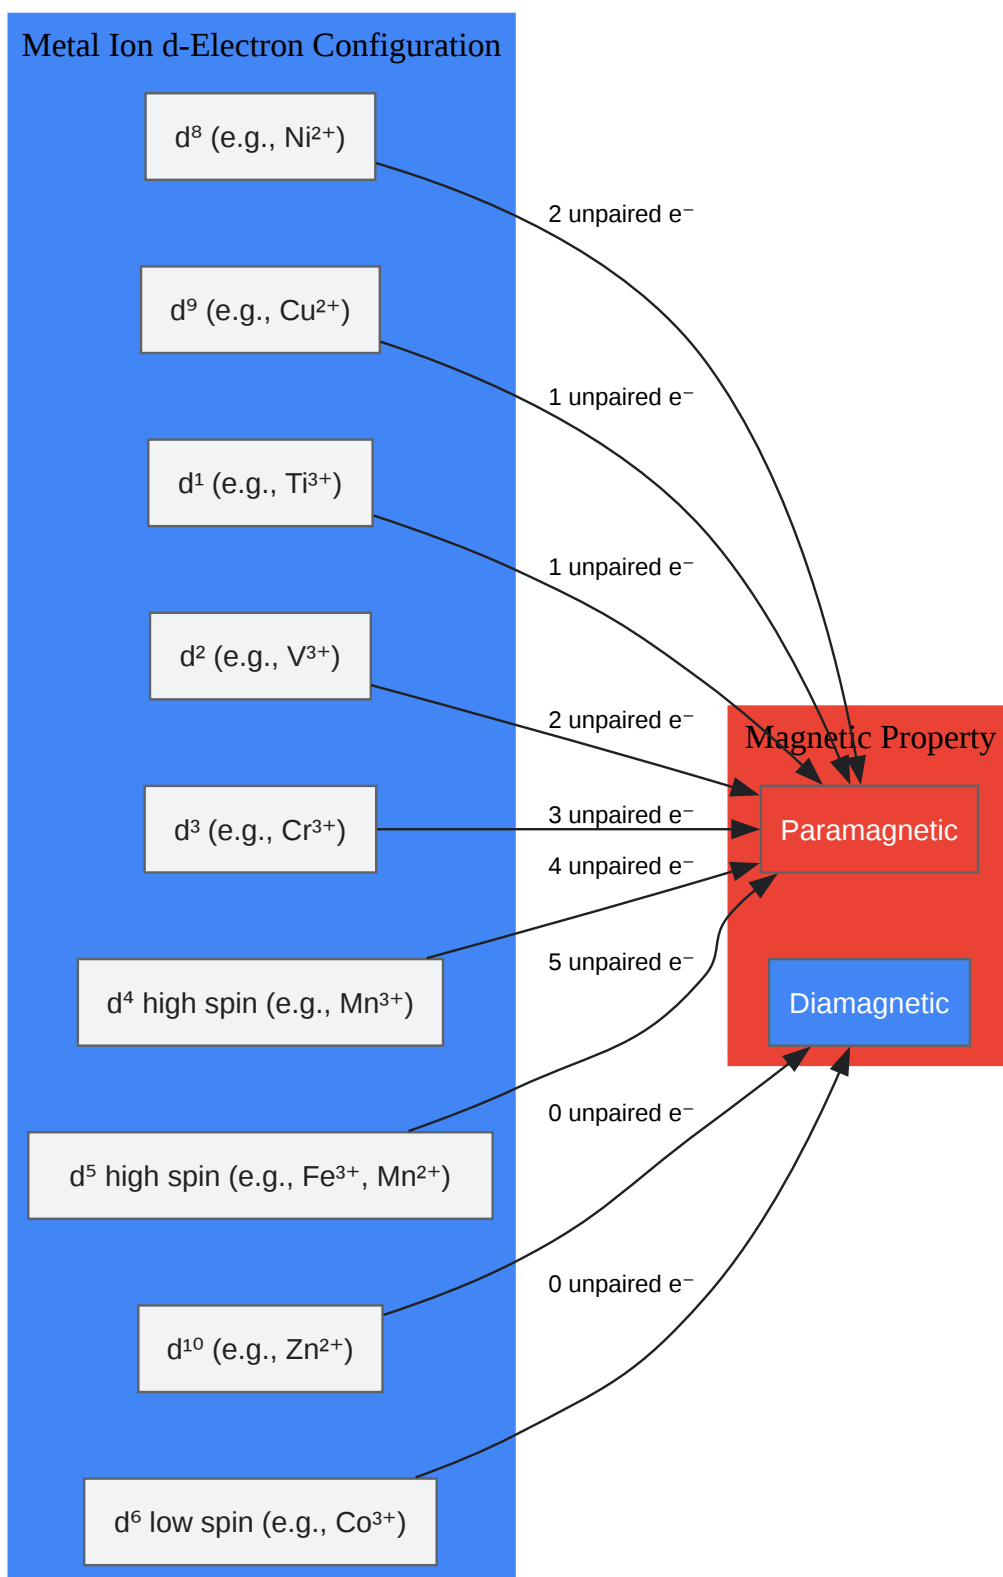 Metal Ion d-Electron Configuration
d⁸ (e.g., Ni²⁺)
2 unpaired e⁻
d⁹ (e.g., Cu²⁺)
1 unpaired e⁻
d¹ (e.g., Ti³⁺)
1 unpaired e⁻
d² (e.g., V³⁺)
2 unpaired e⁻
Magnetic Property
d³ (e.g., Cr³⁺)
3 unpaired e⁻
Paramagnetic
4 unpaired e⁻
5 unpaired e⁻
d⁴ high spin (e.g., Mn³⁺)
Diamagnetic
0 unpaired e⁻
d⁵ high spin (e.g., Fe³⁺, Mn²⁺)
0 unpaired e⁻
d¹⁰ (e.g., Zn²⁺)
d⁶ low spin (e.g., Co³⁺)